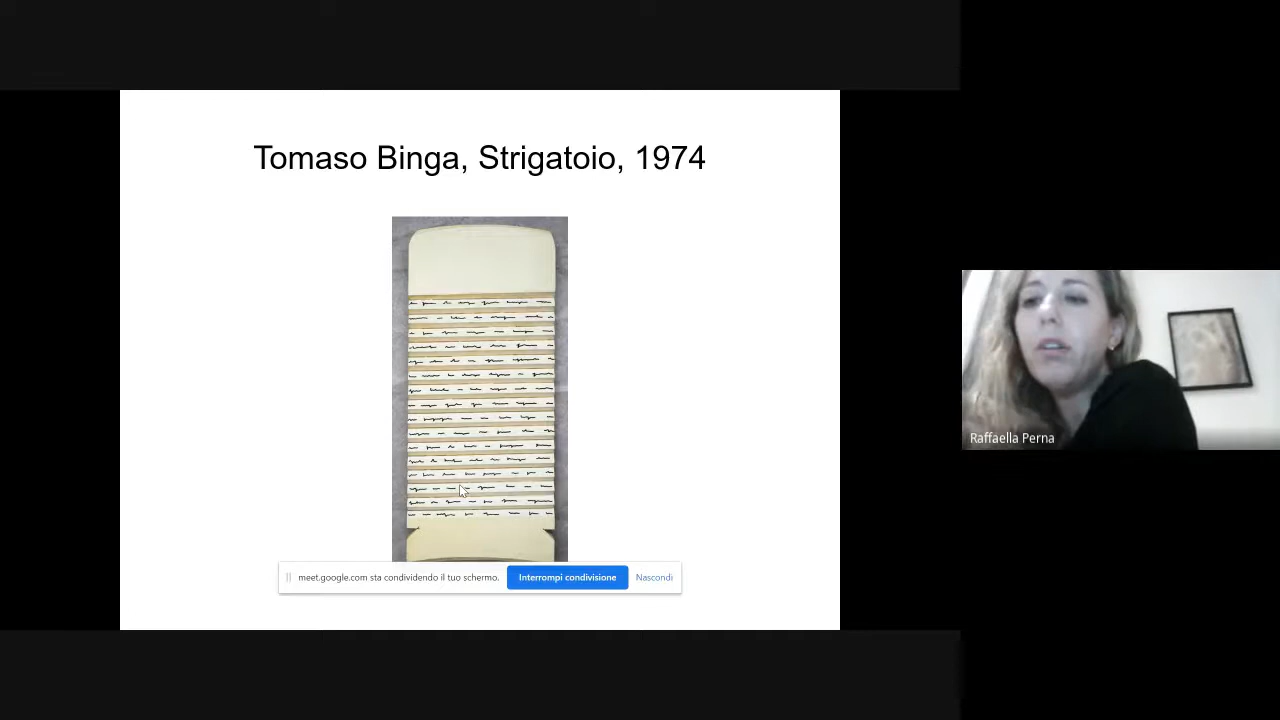 Tomaso Binga, Strigatoio, 1974
meet.google.com sta condividendo il tuo schermo.
Interrompi condivisione
Nascondi
Raffaella Perna